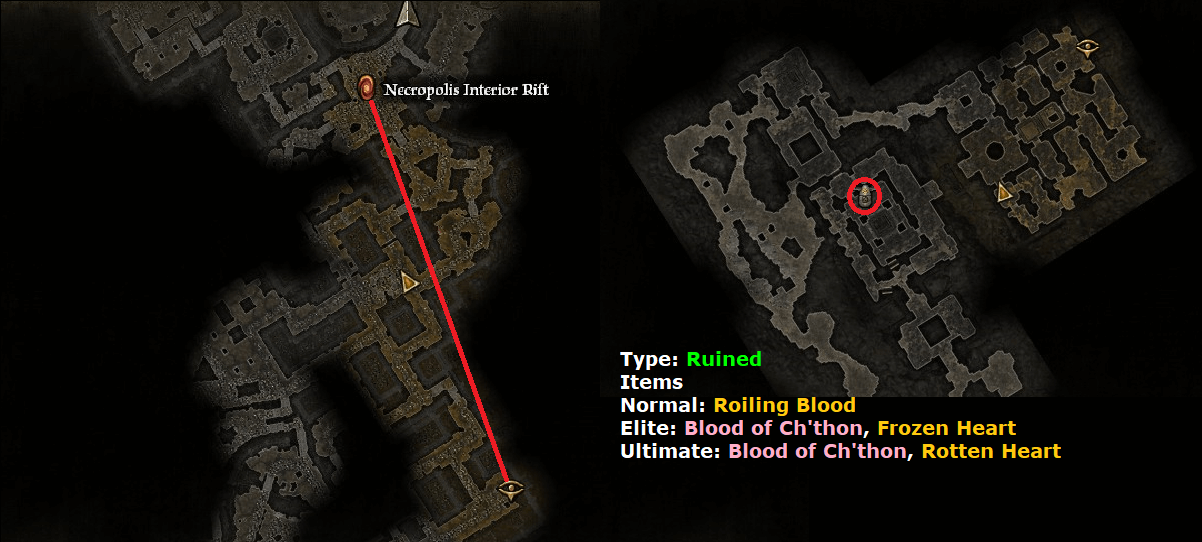 Necropolis Interior Rift
Type: Ruined
Items
Normal: Roiling Blood
Elite: Blood of Ch'thon, Frozen Heart
Ultimate: Blood of Ch'thon, Rotten Heart